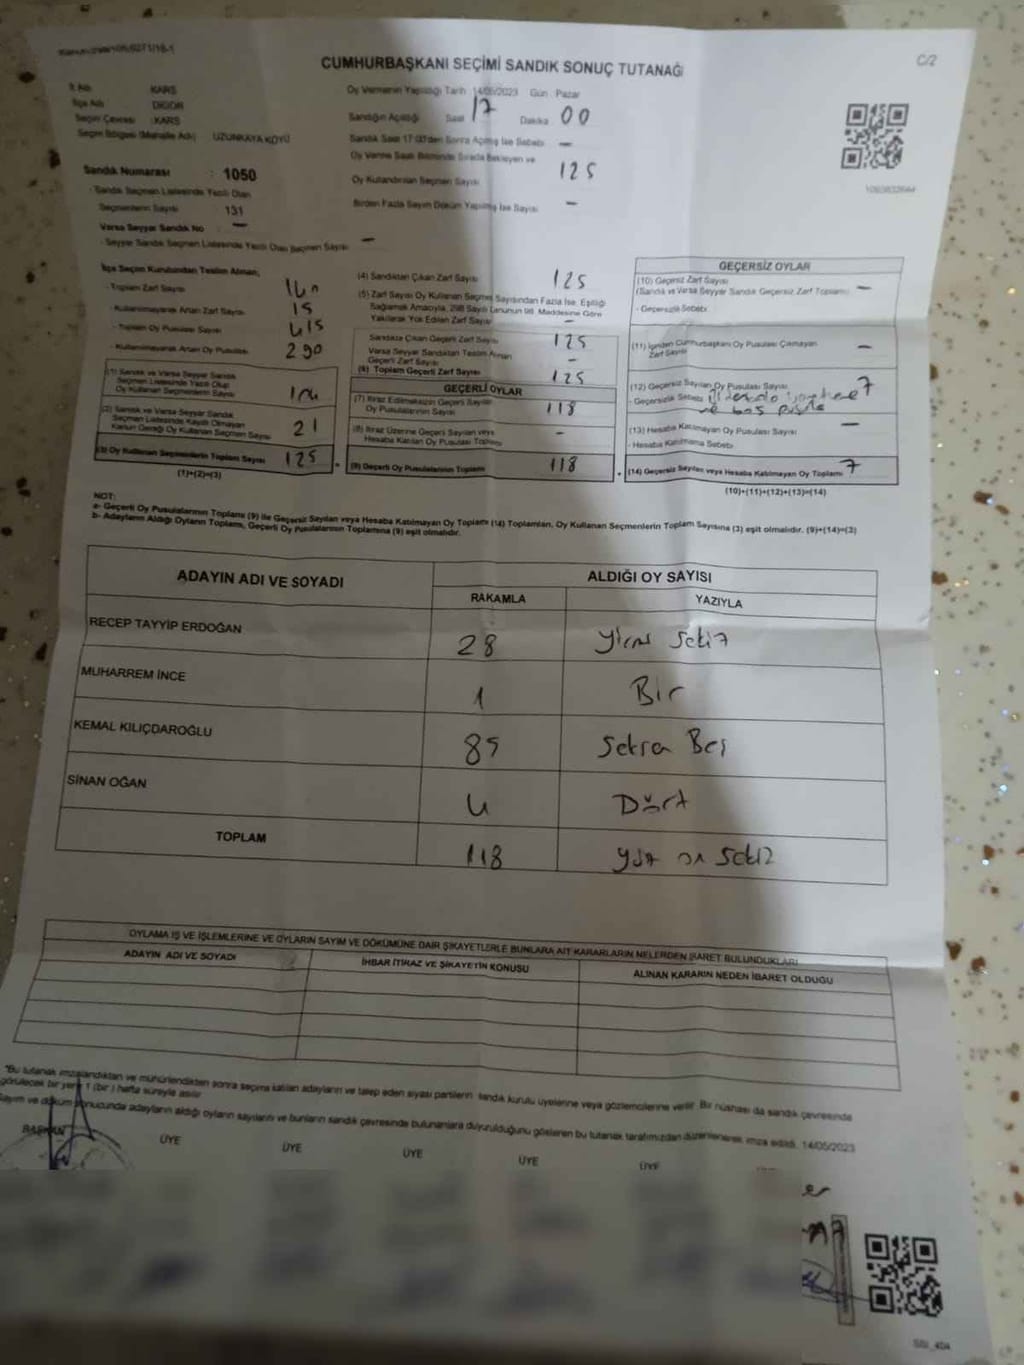 C/2
CUMHURBAŞKANI SEÇİMİ SANDIK SONUÇ TUTANAĞI
İl Adı KARS
İlçe Adı DİGOR
Seçim Çevresi :KARS
Seçim Bölgesi (Mahalle Adı) UZUNKAYA KÖYÜ
Sandık Numarası : 1050
- Sandık Seçmen Listesinde Yazılı Olan
Seçmenlerin Sayısı 131
Varsa Seyyar Sandık No —
- Seyyar Sandık Seçmen Listesinde Yazılı Olan Seçmen Sayısı —
Oy Vermenin Yapıldığı Tarih 14/05/2023 Gün : Pazar
Sandığın Açıldığı Saat 17 Dakika 00
Sandık Saat 17:00'den Sonra Açılmış İse Sebebi —
Oy Verme Saati Bitiminde Sırada Bekleyen ve
Oy Kullandırılan Seçmen Sayısı 125
Birden Fazla Sayım Döküm Yapılmış İse Sayısı —
İlçe Seçim Kurulundan Teslim Alınan;
- Toplam Zarf Sayısı
- Kullanılmayarak Artan Zarf Sayısı 15
- Toplam Oy Pusulası Sayısı 415
- Kullanılmayarak Artan Oy Pusulası 290
(1) Sandık ve Varsa Seyyar Sandık
Seçmen Listesinde Yazılı Olup
Oy Kullanan Seçmenlerin Sayısı
(2) Sandık ve Varsa Seyyar Sandık
Seçmen Listesinde Kayıtlı Olmayan
Kanun Gereği Oy Kullanan Seçmen Sayısı 21
(3) Oy Kullanan Seçmenlerin Toplam Sayısı 125
(1)+(2)=(3)
(4) Sandıktan Çıkan Zarf Sayısı 125
(5) Zarf Sayısı Oy Kullanan Seçmen Sayısından Fazla İse, Eşitliği
Sağlamak Amacıyla, 298 Sayılı Kanunun 98. Maddesine Göre
Yakılarak Yok Edilen Zarf Sayısı —
Sandıkta Çıkan Geçerli Zarf Sayısı 125
Varsa Seyyar Sandıktan Teslim Alınan
Geçerli Zarf Sayısı —
(6) Toplam Geçerli Zarf Sayısı 125
GEÇERLİ OYLAR
(7) İtiraz Edilmeksizin Geçerli Sayılan
Oy Pusulalarının Sayısı 118
(8) İtiraz Üzerine Geçerli Sayılan veya
Hesaba Katılan Oy Pusulası Toplamı —
(9) Geçerli Oy Pusulalarının Toplamı 118
GEÇERSİZ OYLAR
(10) Geçersiz Zarf Sayısı
(Sandık ve Varsa Seyyar Sandık Geçersiz Zarf Toplamı) —
- Geçersizlik Sebebi
(11) İçinden Cumhurbaşkanı Oy Pusulası Çıkmayan
Zarf Sayısı —
(12) Geçersiz Sayılan Oy Pusulası Sayısı 7
- Geçersizlik Sebebi
ve boş pusula
(13) Hesaba Katılmayan Oy Pusulası Sayısı —
- Hesaba Katılmama Sebebi
(14) Geçersiz Sayılan veya Hesaba Katılmayan Oy Toplamı 7
(10)+(11)+(12)+(13)=(14)
NOT:
a- Geçerli Oy Pusulalarının Toplamı (9) ile Geçersiz Sayılan veya Hesaba Katılmayan Oy Toplamı (14) Toplamları, Oy Kullanan Seçmenlerin Toplam Sayısına (3) eşit olmalıdır. (9)+(14)=(3)
b- Adayların Aldığı Oyların Toplamı, Geçerli Oy Pusulalarının Toplamına (9) eşit olmalıdır.
ADAYIN ADI VE SOYADI ALDIĞI OY SAYISI
RAKAMLA YAZIYLA
RECEP TAYYİP ERDOĞAN 28 Yirmi Sekiz
MUHARREM İNCE 1 Bir
KEMAL KILIÇDAROĞLU 85 Seksen Beş
SİNAN OĞAN 4 Dört
TOPLAM 118 Yüz on Sekiz
OYLAMA İŞ VE İŞLEMLERİNE VE OYLARIN SAYIM VE DÖKÜMÜNE DAİR ŞİKAYETLERLE BUNLARA AİT KARARLARIN NELERDEN İBARET BULUNDUKLARI
ADAYIN ADI VE SOYADI İHBAR İTİRAZ VE ŞİKAYETİN KONUSU ALINAN KARARIN NEDEN İBARET OLDUĞU
*Bu tutanak imzalandıktan ve mühürlendikten sonra seçime katılan adayların ve talep eden siyasi partilerin sandık kurulu üyelerine veya gözlemcilerine verilir. Bir nüshası da sandık çevresinde
görülecek bir yere 1 (bir ) hafta süreyle asılır
Sayım ve döküm sonucunda adayların aldığı oyların sayılarını ve bunların sandık çevresinde bulunanlara duyurulduğunu gösteren bu tutanak tarafımızdan düzenlenerek imza edildi. 14/05/2023
BAŞKAN ÜYE ÜYE ÜYE ÜYE ÜYE